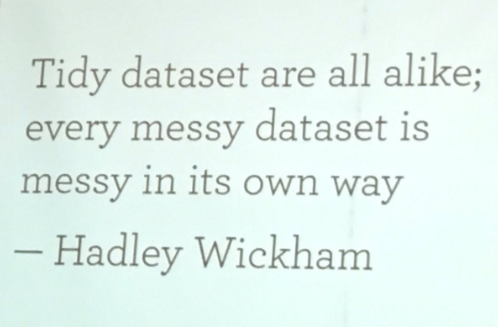 Tidy dataset are all alike;
every messy dataset is
messy in its own way
— Hadley Wickham